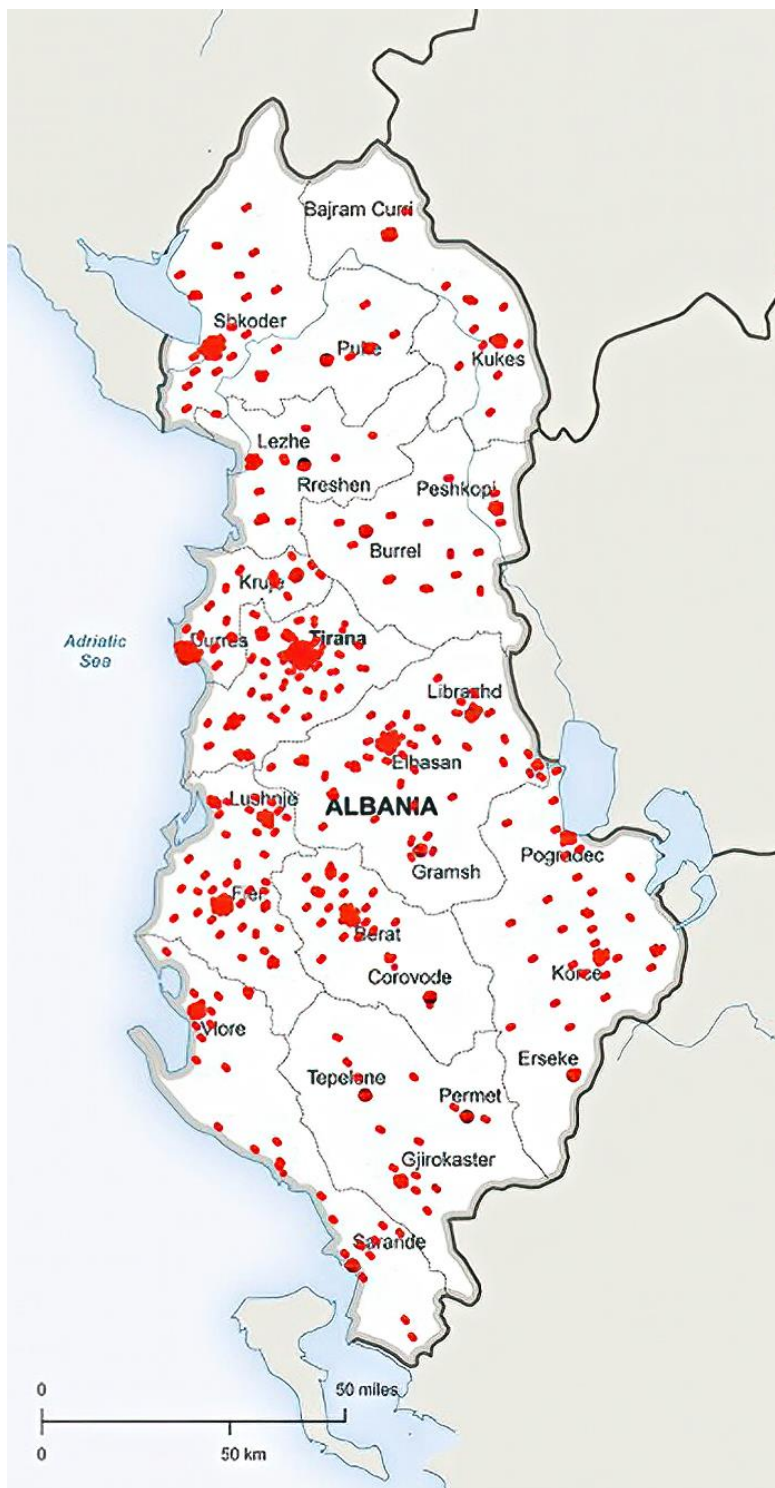 Bajram Curri
Shkoder
Puke
Kukes
Lezhe
Rreshen
Peshkopi
Burrel
Kruje
Adriatic
Sea
Durres
Tirana
Librazhd
Elbasan
Lushnje
ALBANIA
Pogradec
Gramsh
Fier
Berat
Korce
Corovode
Vlore
Erseke
Tepelene
Permet
Gjirokaster
Sarande
0
50 miles
0
50 km